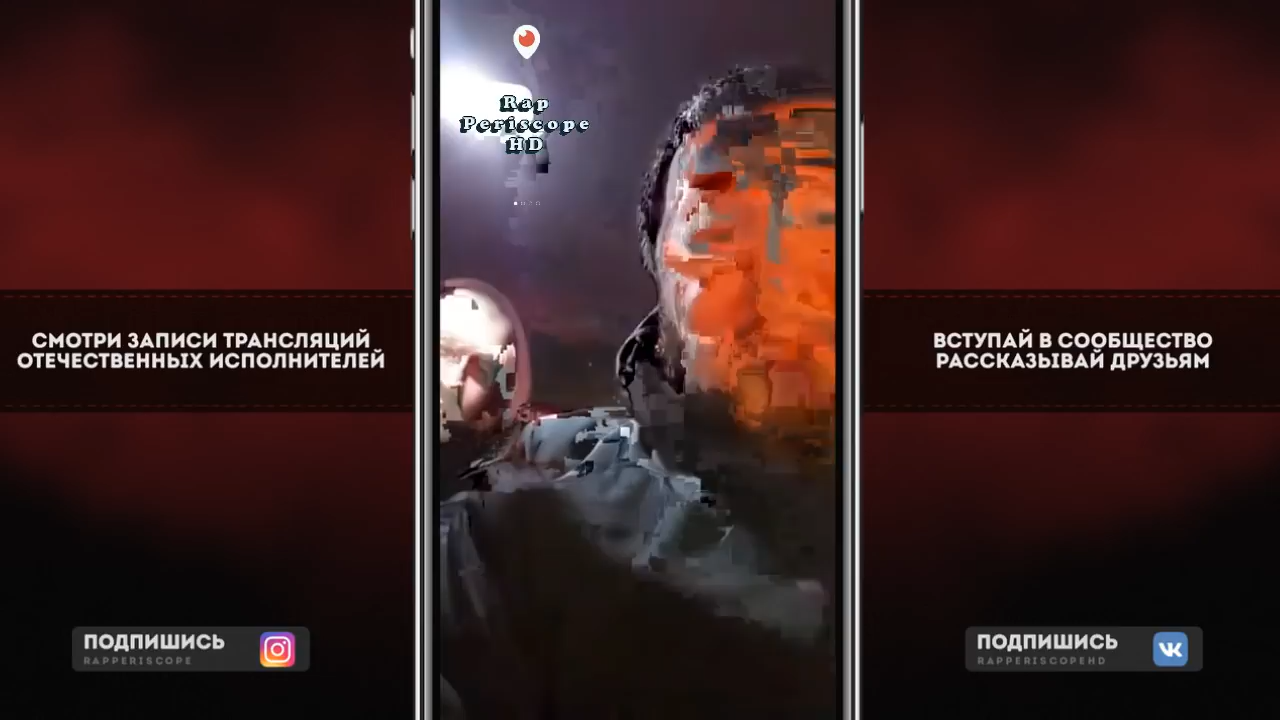 Rap
Periscope
HD
СМОТРИ ЗАПИСИ ТРАНСЛЯЦИЙ
ОТЕЧЕСТВЕННЫХ ИСПОЛНИТЕЛЕЙ
ВСТУПАЙ В СООБЩЕСТВО
РАССКАЗЫВАЙ ДРУЗЬЯМ
ПОДПИШИСЬ
RAPPERISCOPE
ПОДПИШИСЬ
RAPPERISCOPEHD